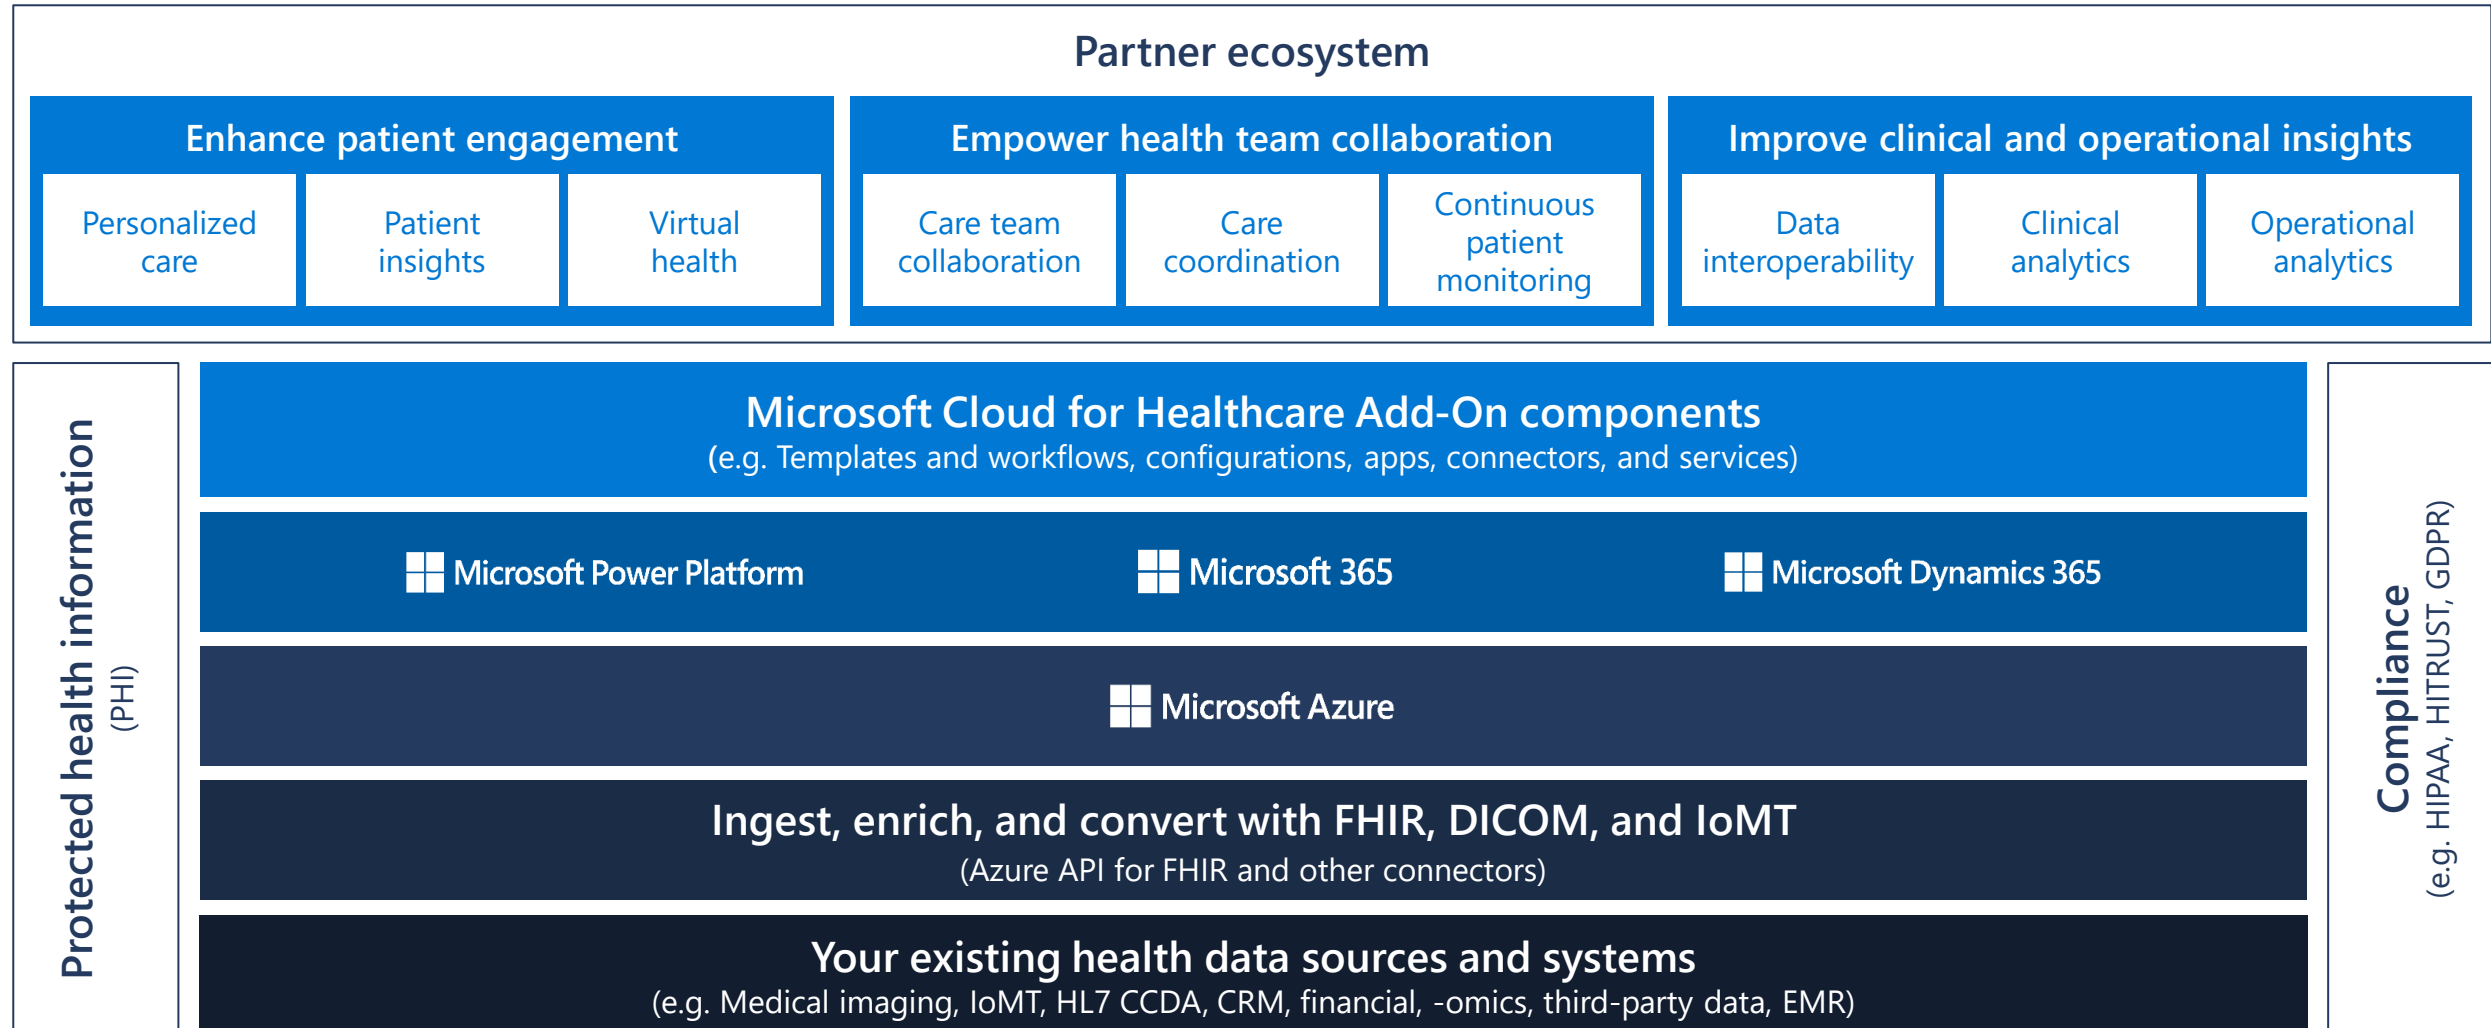 Partner ecosystem
Enhance patient engagement
Personalized
care
Patient
insights
Virtual
health
Empower health team collaboration
Care team
collaboration
Care
coordination
Continuous
patient
monitoring
Improve clinical and operational insights
Data
interoperability
Clinical
analytics
Operational
analytics
Protected health information
(PHI)
Microsoft Cloud for Healthcare Add-On components
(e.g. Templates and workflows, configurations, apps, connectors, and services)
Microsoft Power Platform
Microsoft 365
Microsoft Dynamics 365
Microsoft Azure
Ingest, enrich, and convert with FHIR, DICOM, and IoMT
(Azure API for FHIR and other connectors)
Your existing health data sources and systems
(e.g. Medical imaging, IoMT, HL7 CCDA, CRM, financial, -omics, third-party data, EMR)
Compliance
(e.g. HIPAA, HITRUST, GDPR)